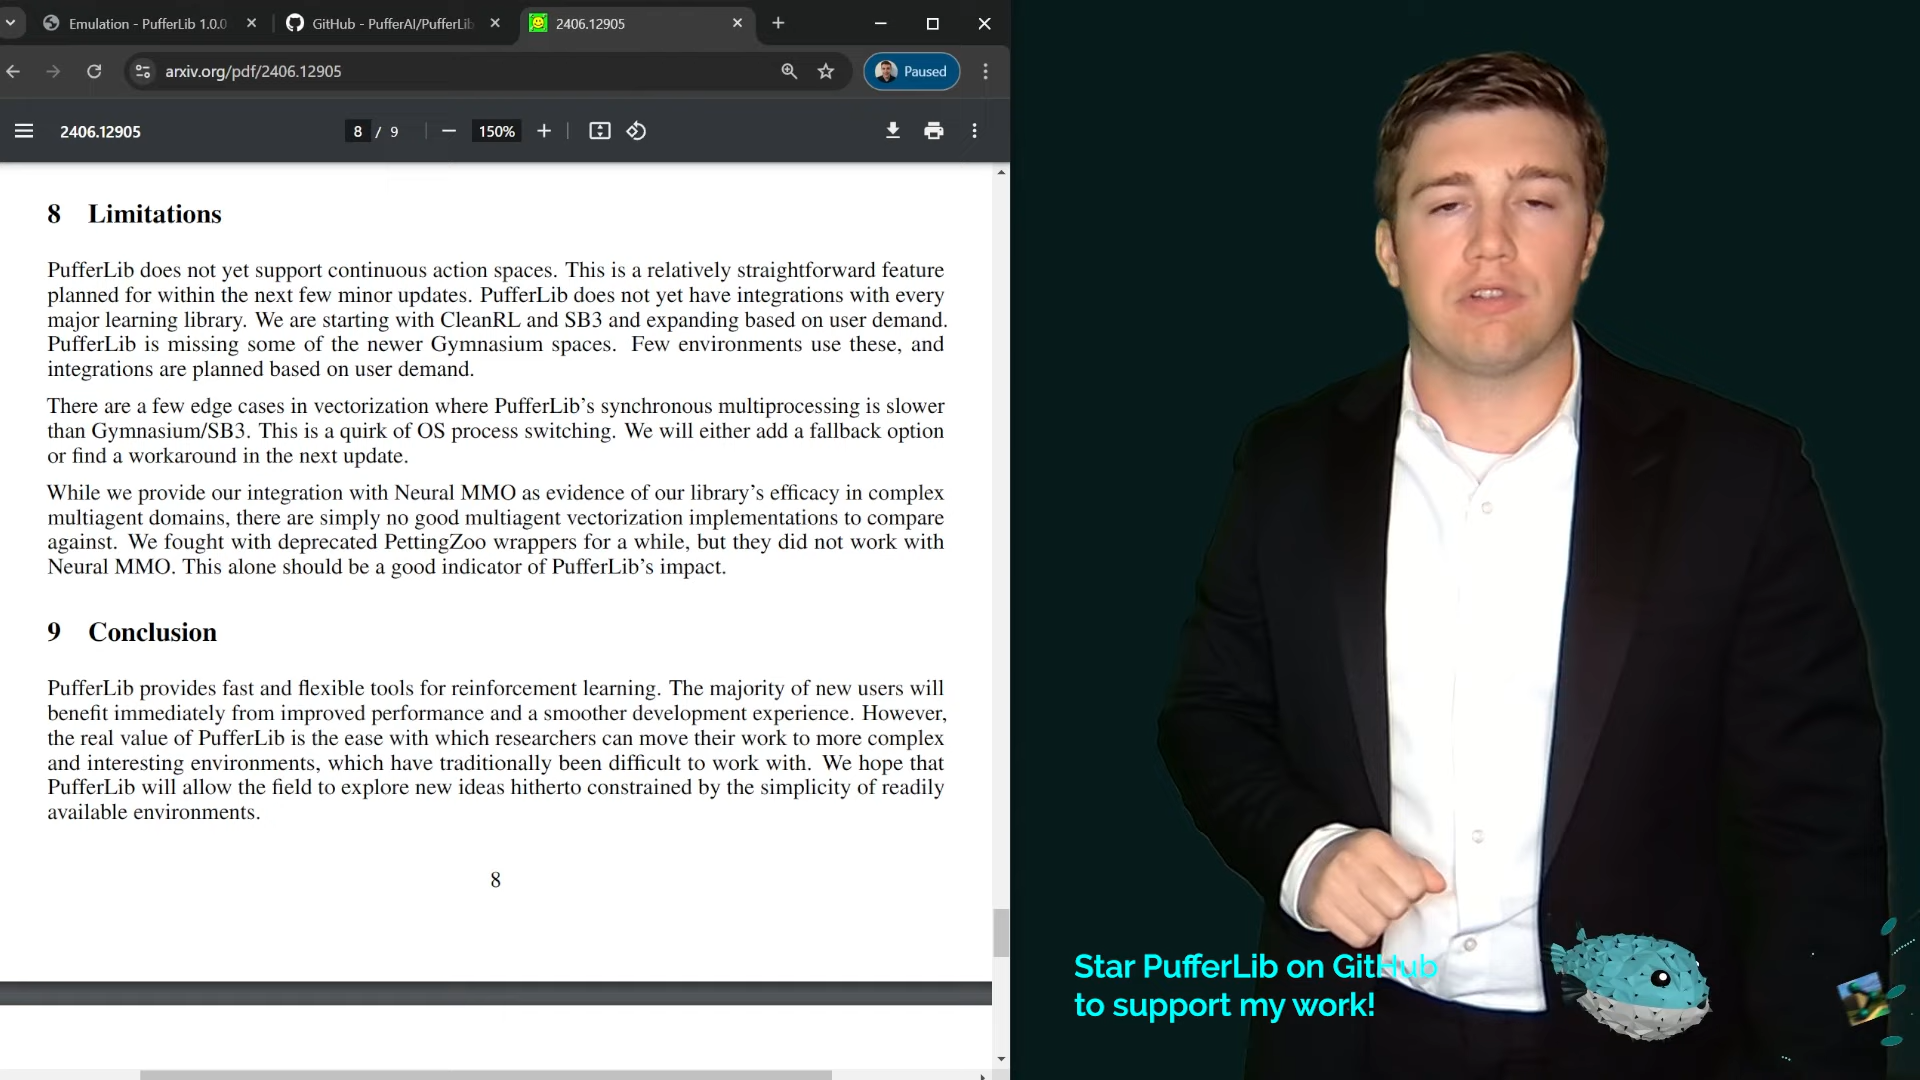 Emulation - PufferLib 1.0.0
GitHub - PufferAI/PufferLib
2406.12905
arxiv.org/pdf/2406.12905
Paused
2406.12905
8 / 9
150%
8 Limitations
PufferLib does not yet support continuous action spaces. This is a relatively straightforward feature
planned for within the next few minor updates. PufferLib does not yet have integrations with every
major learning library. We are starting with CleanRL and SB3 and expanding based on user demand.
PufferLib is missing some of the newer Gymnasium spaces. Few environments use these, and
integrations are planned based on user demand.
There are a few edge cases in vectorization where PufferLib's synchronous multiprocessing is slower
than Gymnasium/SB3. This is a quirk of OS process switching. We will either add a fallback option
or find a workaround in the next update.
While we provide our integration with Neural MMO as evidence of our library's efficacy in complex
multiagent domains, there are simply no good multiagent vectorization implementations to compare
against. We fought with deprecated PettingZoo wrappers for a while, but they did not work with
Neural MMO. This alone should be a good indicator of PufferLib's impact.
9 Conclusion
PufferLib provides fast and flexible tools for reinforcement learning. The majority of new users will
benefit immediately from improved performance and a smoother development experience. However,
the real value of PufferLib is the ease with which researchers can move their work to more complex
and interesting environments, which have traditionally been difficult to work with. We hope that
PufferLib will allow the field to explore new ideas hitherto constrained by the simplicity of readily
available environments.
8
Star PufferLib on GitHub
to support my work!